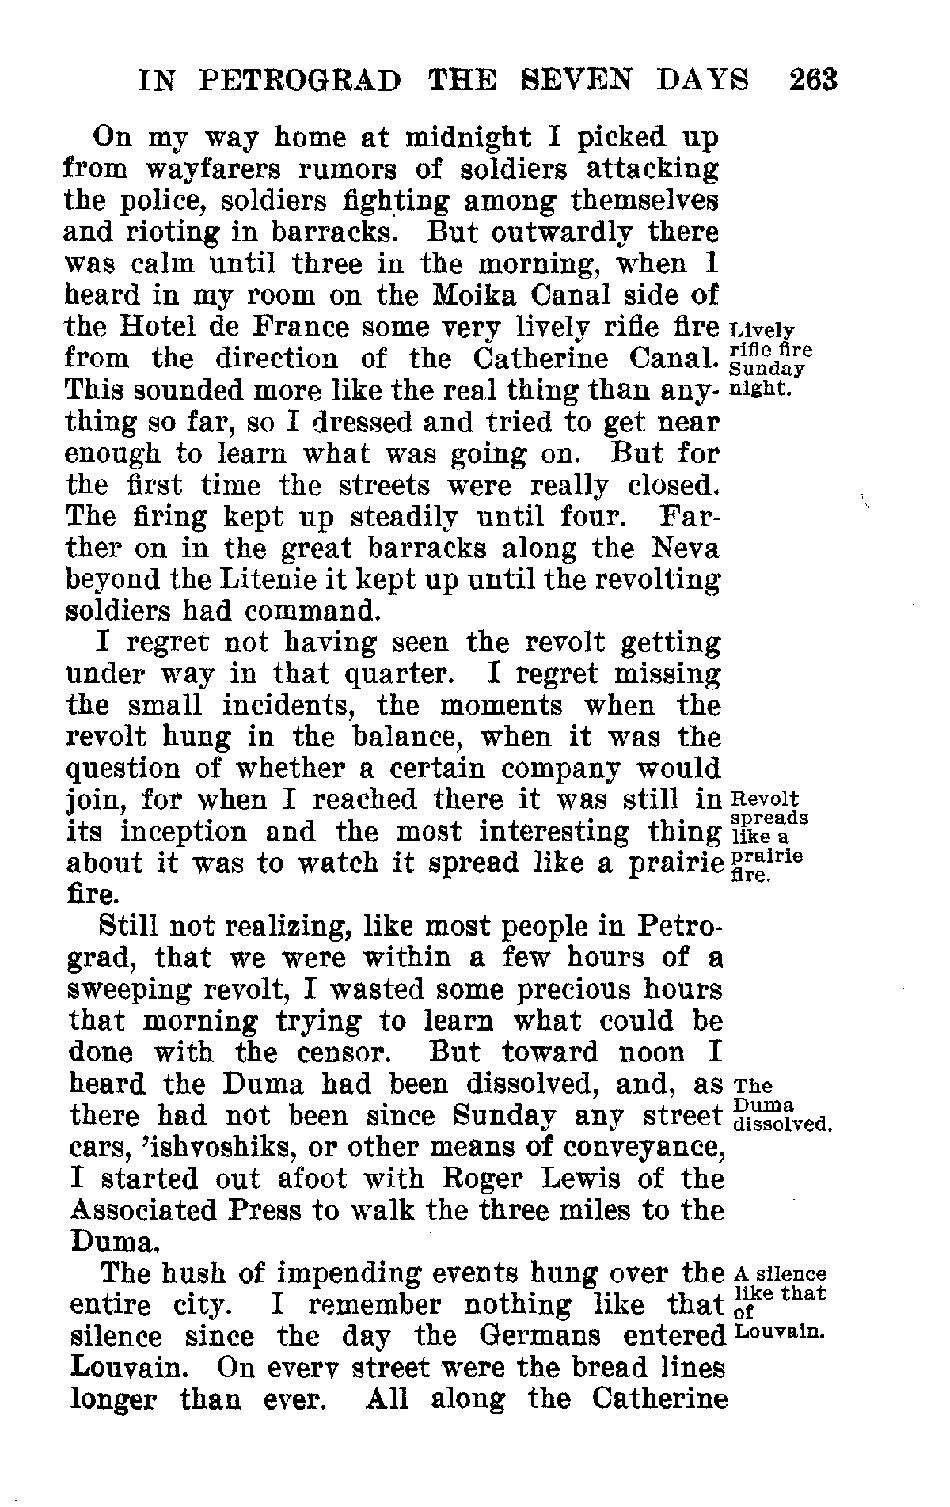 IN PETROGRAD THE SEVEN DAYS 263
On my way home at midnight I picked up
from wayfarers rumors of soldiers attacking
the police, soldiers fighting among themselves
and rioting in barracks. But outwardly there
was calm until three in the morning, when I
heard in my room on the Moika Canal side of
the Hotel de France some very lively rifle fire
from the direction of the Catherine Canal.
This sounded more like the real thing than any-
thing so far, so I dressed and tried to get near
enough to learn what was going on. But for
the first time the streets were really closed.
The firing kept up steadily until four. Far-
ther on in the great barracks along the Neva
beyond the Litenie it kept up until the revolting
soldiers had command.
Lively
rifle fire
Sunday
night.
I regret not having seen the revolt getting
under way in that quarter. I regret missing
the small incidents, the moments when the
revolt hung in the balance, when it was the
question of whether a certain company would
join, for when I reached there it was still in
its inception and the most interesting thing
about it was to watch it spread like a prairie
fire.
Revolt
spreads
like a
prairie
fire.
Still not realizing, like most people in Petro-
grad, that we were within a few hours of a
sweeping revolt, I wasted some precious hours
that morning trying to learn what could be
done with the censor. But toward noon I
heard the Duma had been dissolved, and, as
there had not been since Sunday any street
cars, 'ishvoshiks, or other means of conveyance,
I started out afoot with Roger Lewis of the
Associated Press to walk the three miles to the
Duma.
The
Duma
dissolved.
The hush of impending events hung over the
entire city. I remember nothing like that
silence since the day the Germans entered
Louvain. On every street were the bread lines
longer than ever. All along the Catherine
A silence
like that
of
Louvain.